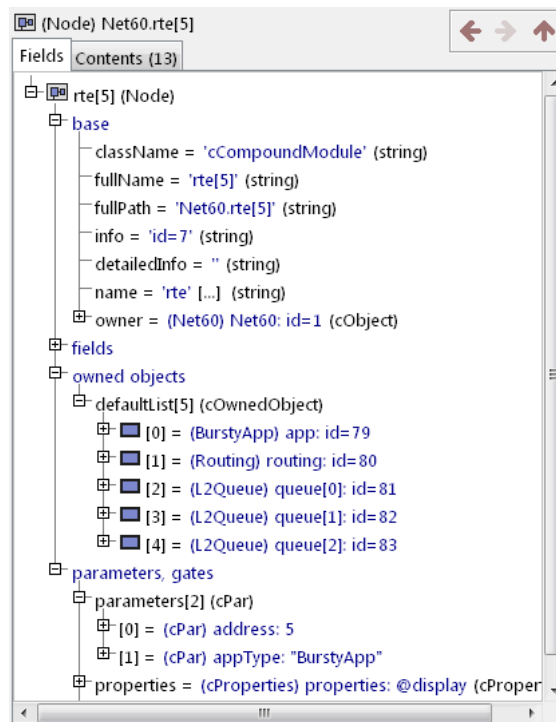 (Node) Net60.rte[5]
Fields Contents (13)
rte[5] (Node)
base
className = 'cCompoundModule' (string)
fullName = 'rte[5]' (string)
fullPath = 'Net60.rte[5]' (string)
info = 'id=7' (string)
detailedInfo = '' (string)
name = 'rte' [...] (string)
owner = (Net60) Net60: id=1 (cObject)
fields
owned objects
defaultList[5] (cOwnedObject)
[0] = (BurstyApp) app: id=79
[1] = (Routing) routing: id=80
[2] = (L2Queue) queue[0]: id=81
[3] = (L2Queue) queue[1]: id=82
[4] = (L2Queue) queue[2]: id=83
parameters, gates
parameters[2] (cPar)
[0] = (cPar) address: 5
[1] = (cPar) appType: "BurstyApp"
properties = (cProperties) properties: @display (cProper